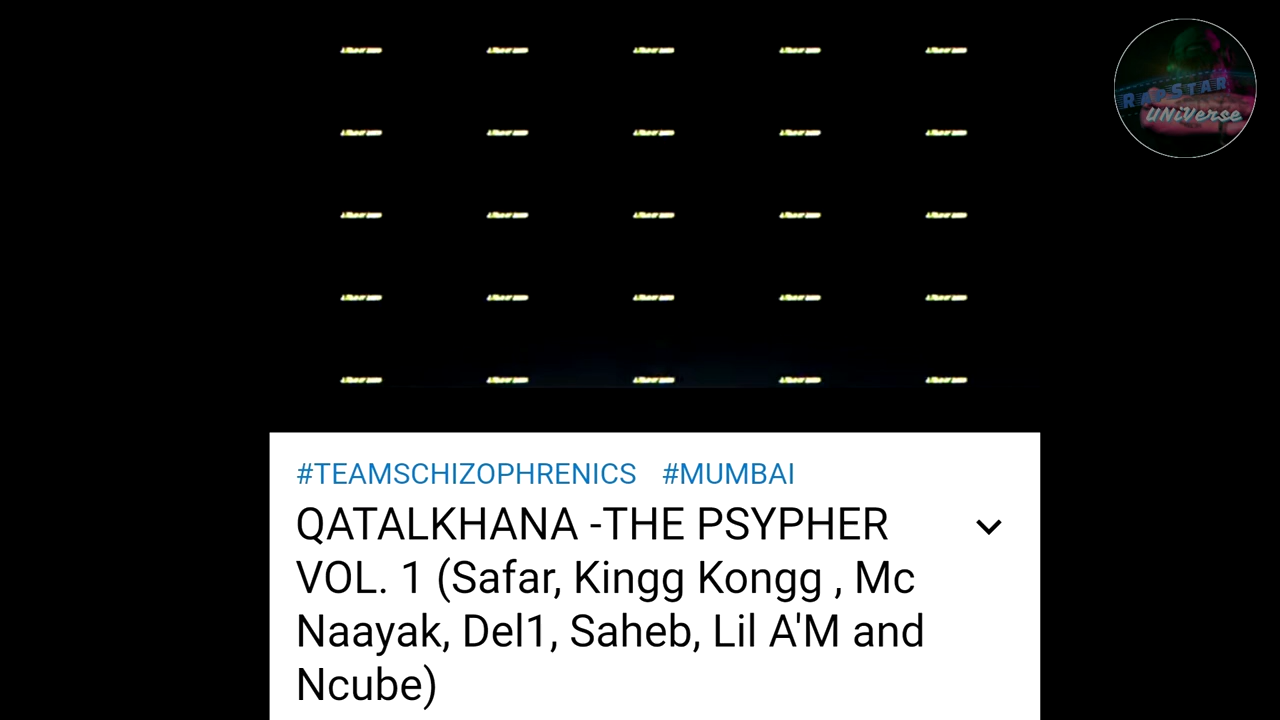 RapStar
UNiVerse
#TEAMSCHIZOPHRENICS #MUMBAI
QATALKHANA -THE PSYPHER
VOL. 1 (Safar, Kingg Kongg , Mc
Naayak, Del1, Saheb, Lil A'M and
Ncube)